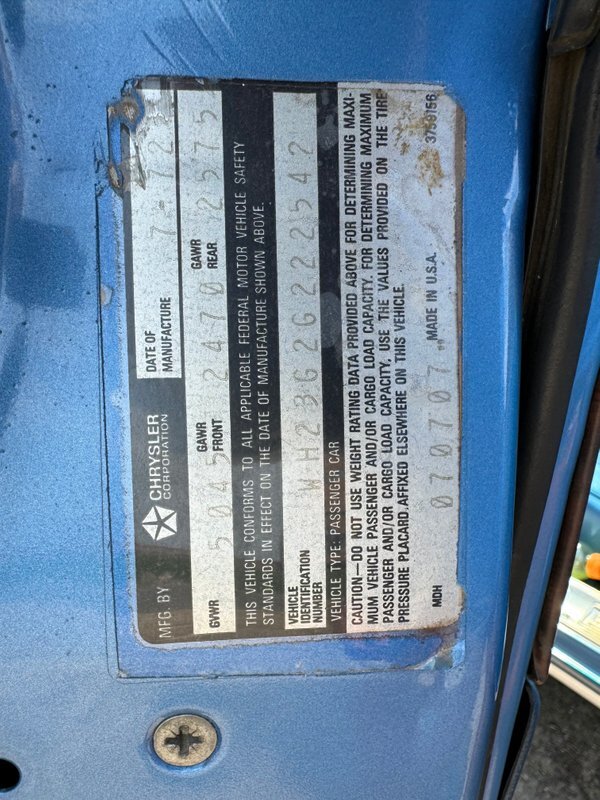 MFG. BY CHRYSLER CORPORATION
DATE OF MANUFACTURE 7-72
GVWR 5045 GAWR FRONT 2470 GAWR REAR 2575
THIS VEHICLE CONFORMS TO ALL APPLICABLE FEDERAL MOTOR VEHICLE SAFETY
STANDARDS IN EFFECT ON THE DATE OF MANUFACTURE SHOWN ABOVE.
VEHICLE IDENTIFICATION NUMBER WH23G2G222542
VEHICLE TYPE: PASSENGER CAR
CAUTION—DO NOT USE WEIGHT RATING DATA PROVIDED ABOVE FOR DETERMINING MAXI-
MUM VEHICLE PASSENGER AND/OR CARGO LOAD CAPACITY. FOR DETERMINING MAXIMUM
PASSENGER AND/OR CARGO LOAD CAPACITY, USE THE VALUES PROVIDED ON THE TIRE
PRESSURE PLACARD AFFIXED ELSEWHERE ON THIS VEHICLE.
MDH 070707 MADE IN U.S.A.